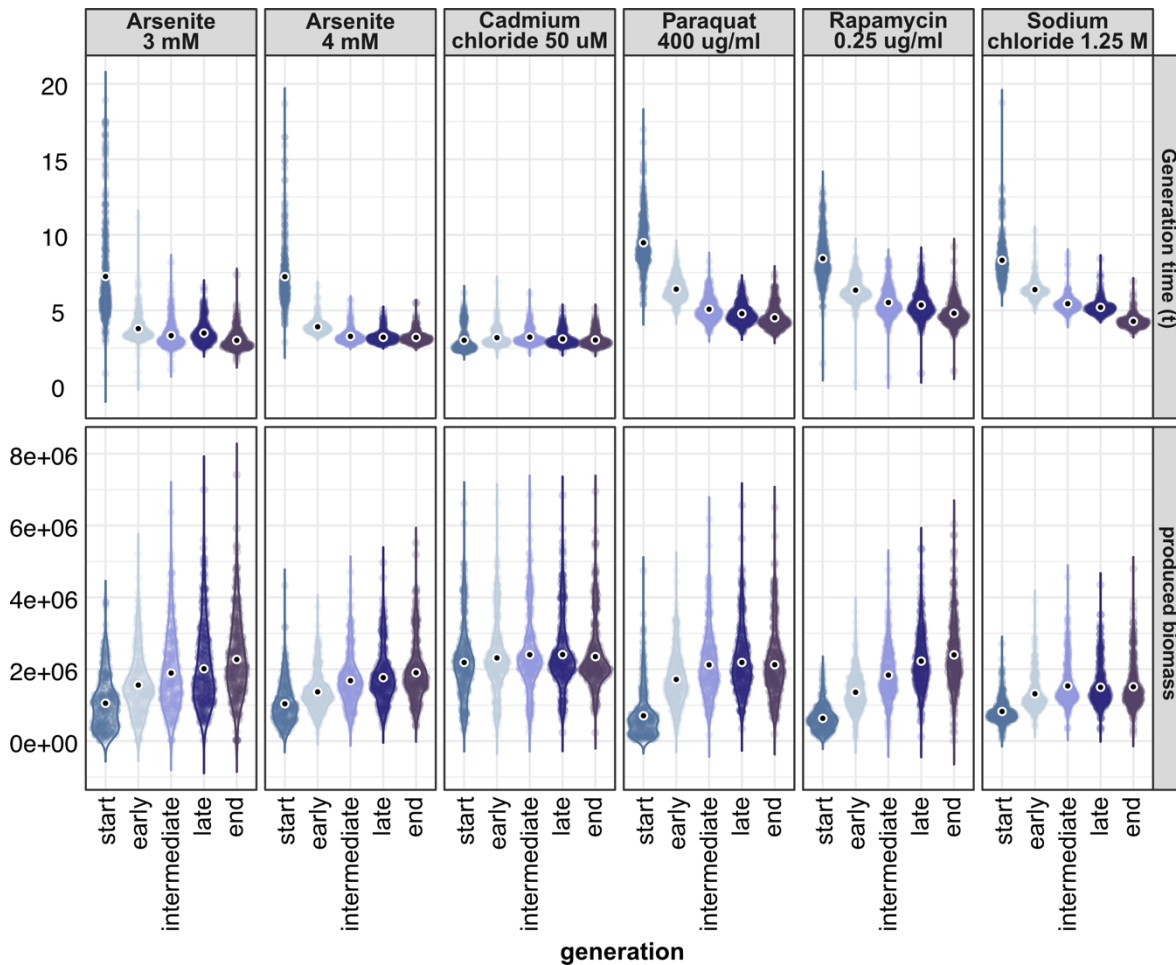 Arsenite
3 mM
Arsenite
4 mM
Cadmium
chloride 50 uM
Paraquat
400 ug/ml
Rapamycin
0.25 ug/ml
Sodium
chloride 1.25 M
20
15
10
5
0
Generation time (t)
8e+06
6e+06
4e+06
2e+06
0e+00
produced biomass
start
early
intermediate
late
end
start
early
intermediate
late
end
start
early
intermediate
late
end
start
early
intermediate
late
end
start
early
intermediate
late
end
start
early
intermediate
late
end
generation